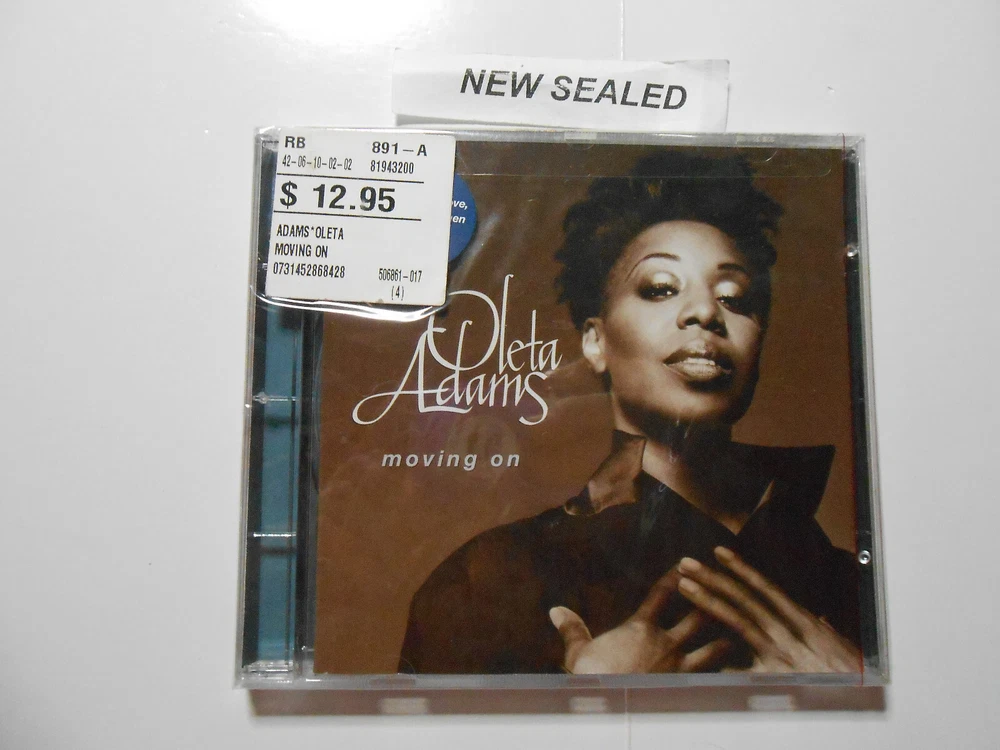 NEW SEALED
RB 891-A
42-06-10-02-02 81943200
$ 12.95
ADAMS*OLETA
MOVING ON
0731452868428 506861-017
(4)
Oleta
Adams
moving on